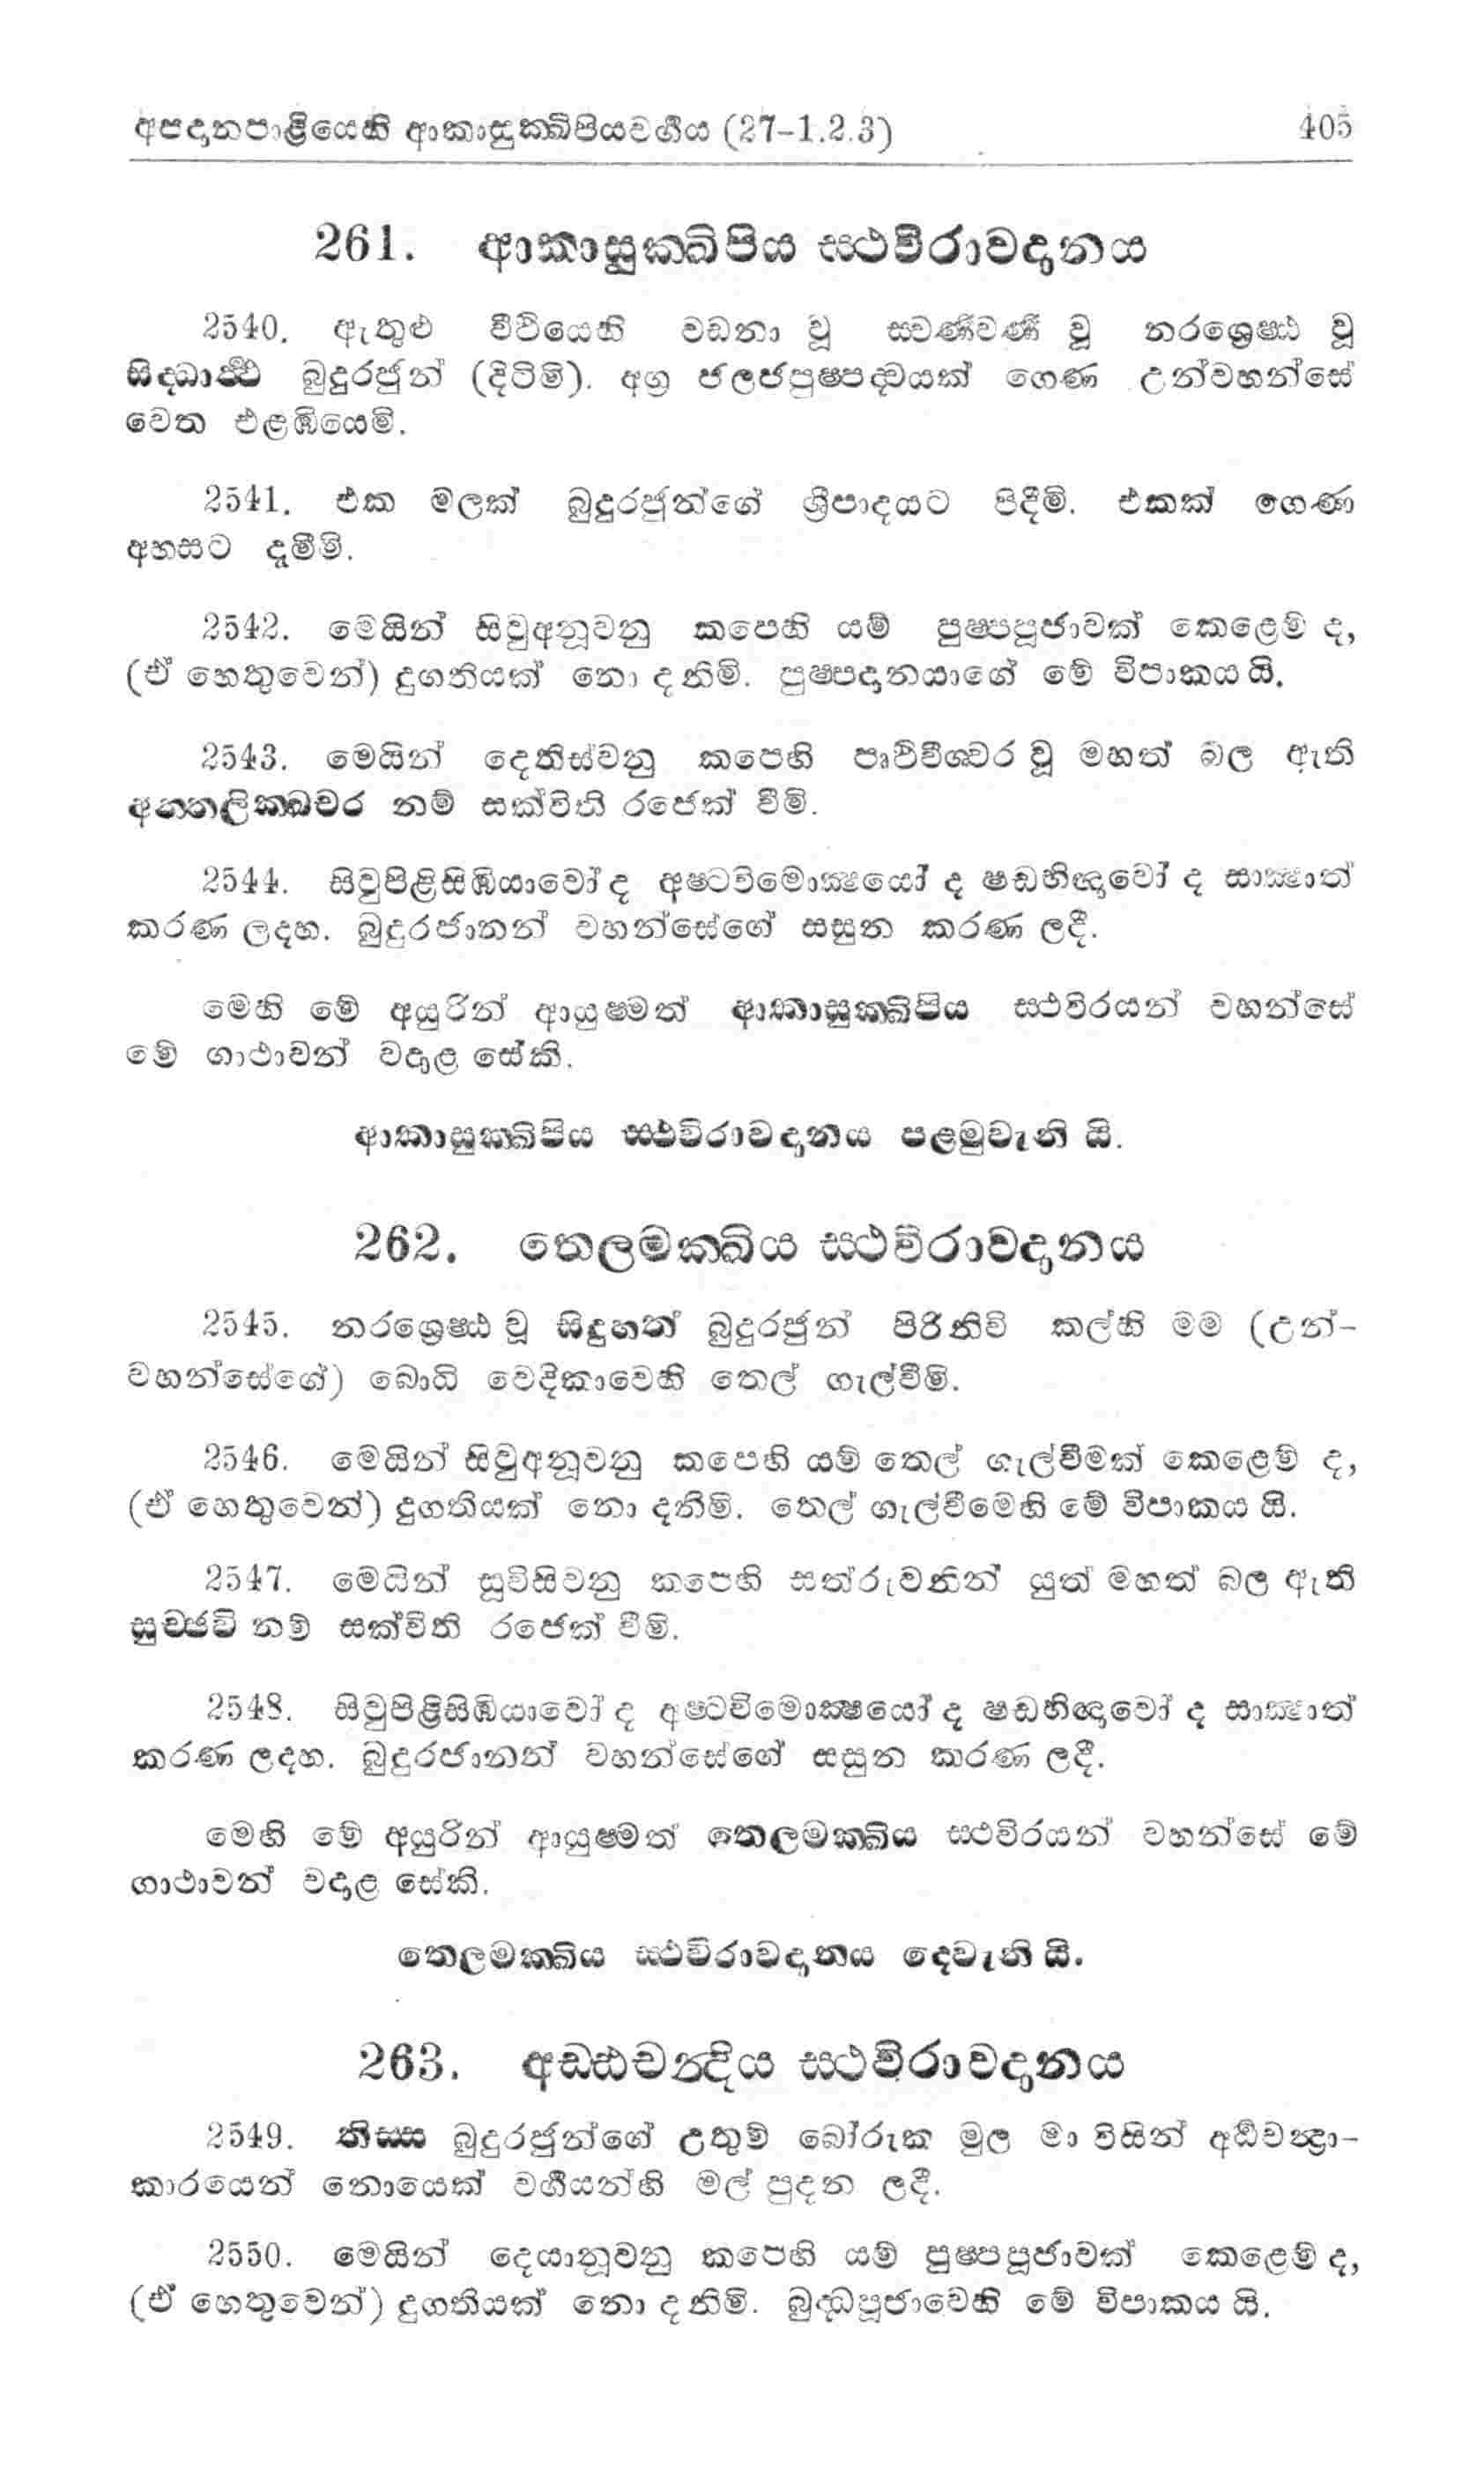 අපදානපාළියෙහි ආකාසුක්ඛිපියවර්‍ගය (27-1.2.3) 405
261. ආකාසුක්ඛිපිය ස්ථවිරාවදානය
2540. ඇතුළු වීථියෙහි වඩනා වූ ස්වර්‍ණවර්‍ණ වූ නරශ්‍රෙෂ්ඨ වූ
සිද්ධාර්‍ත්‍ථ බුදුරජුන් (දිටිමි). අග්‍ර ජලජපුෂ්පද්වයක් ගෙණ උන්වහන්සේ
වෙත එළඹියෙමි.
2541. එක මලක් බුදුරජුන්ගේ ශ්‍රීපාදයට පිදීමි. එකක් ගෙණ
අහසට දැමීමි.
2542. මෙයින් සිවුඅනූවනු කපෙහි යම් පුෂ්පපූජාවක් කෙළෙම් ද,
(ඒ හෙතුවෙන්) දුගතියක් නො දනිමි. පුෂ්පදානයාගේ මේ විපාකය යි.
2543. මෙයින් දෙතිස්වනු කපෙහි පෘථිවීශ්වර වූ මහත් බල ඇති
අන්තලික්ඛචර නම් සක්විති රජෙක් වීමි.
2544. සිවුපිළිසිඹියාවෝ ද අෂ්ටවිමොක්‍ෂයෝ ද ෂඩභිඥාවෝ ද සාක්‍ෂාත්
කරණ ලදහ. බුදුරජානන් වහන්සේගේ සසුන කරණ ලදී.
මෙහි මේ අයුරින් ආයුෂ්මත් ආකාසුක්ඛිපිය ස්ථවිරයන් වහන්සේ
මේ ගාථාවන් වදාළ සේකි.
ආකාසුක්ඛිපිය ස්ථවිරාවදානය පළමුවැනි යි.
262. තෙලමක්ඛිය ස්ථවිරාවදානය
2545. නරශ්‍රෙෂ්ඨ වූ සිදුහත් බුදුරජුන් පිරිනිවි කල්හි මම (උන්-
වහන්සේගේ) බොධි වෙදිකාවෙහි තෙල් ගැල්වීමි.
2546. මෙයින් සිවුඅනූවනු කපෙහි යම් තෙල් ගැල්වීමක් කෙළෙම් ද,
(ඒ හෙතුවෙන්) දුගතියක් නො දනිමි. තෙල් ගැල්වීමෙහි මේ විපාකය යි.
2547. මෙයින් සූවිසිවනු කපෙහි සත්රුවනින් යුත් මහත් බල ඇති
සුච්ඡවි නම් සක්විති රජෙක් වීමි.
2548. සිවුපිළිසිඹියාවෝ ද අෂ්ටවිමොක්‍ෂයෝ ද ෂඩභිඥාවෝ ද සාක්‍ෂාත්
කරණ ලදහ. බුදුරජානන් වහන්සේගේ සසුන කරණ ලදී.
මෙහි මේ අයුරින් ආයුෂ්මත් තෙලමක්ඛිය ස්ථවිරයන් වහන්සේ මේ
ගාථාවන් වදාළ සේකි.
තෙලමක්ඛිය ස්ථවිරාවදානය දෙවැනි යි.
263. අඩ්ඪචන්දිය ස්ථවිරාවදානය
2549. තිස්ස බුදුරජුන්ගේ උතුම් බෝරුක මුල මා විසින් අර්‍ධචන්ද්‍රා-
කාරයෙන් නොයෙක් වර්‍ගයන්හි මල් පුදන ලදී.
2550. මෙයින් දෙයානූවනු කපෙහි යම් පුෂ්පපූජාවක් කෙළෙම් ද,
(ඒ හෙතුවෙන්) දුගතියක් නො දනිමි. බුද්ධපූජාවෙහි මේ විපාකය යි.